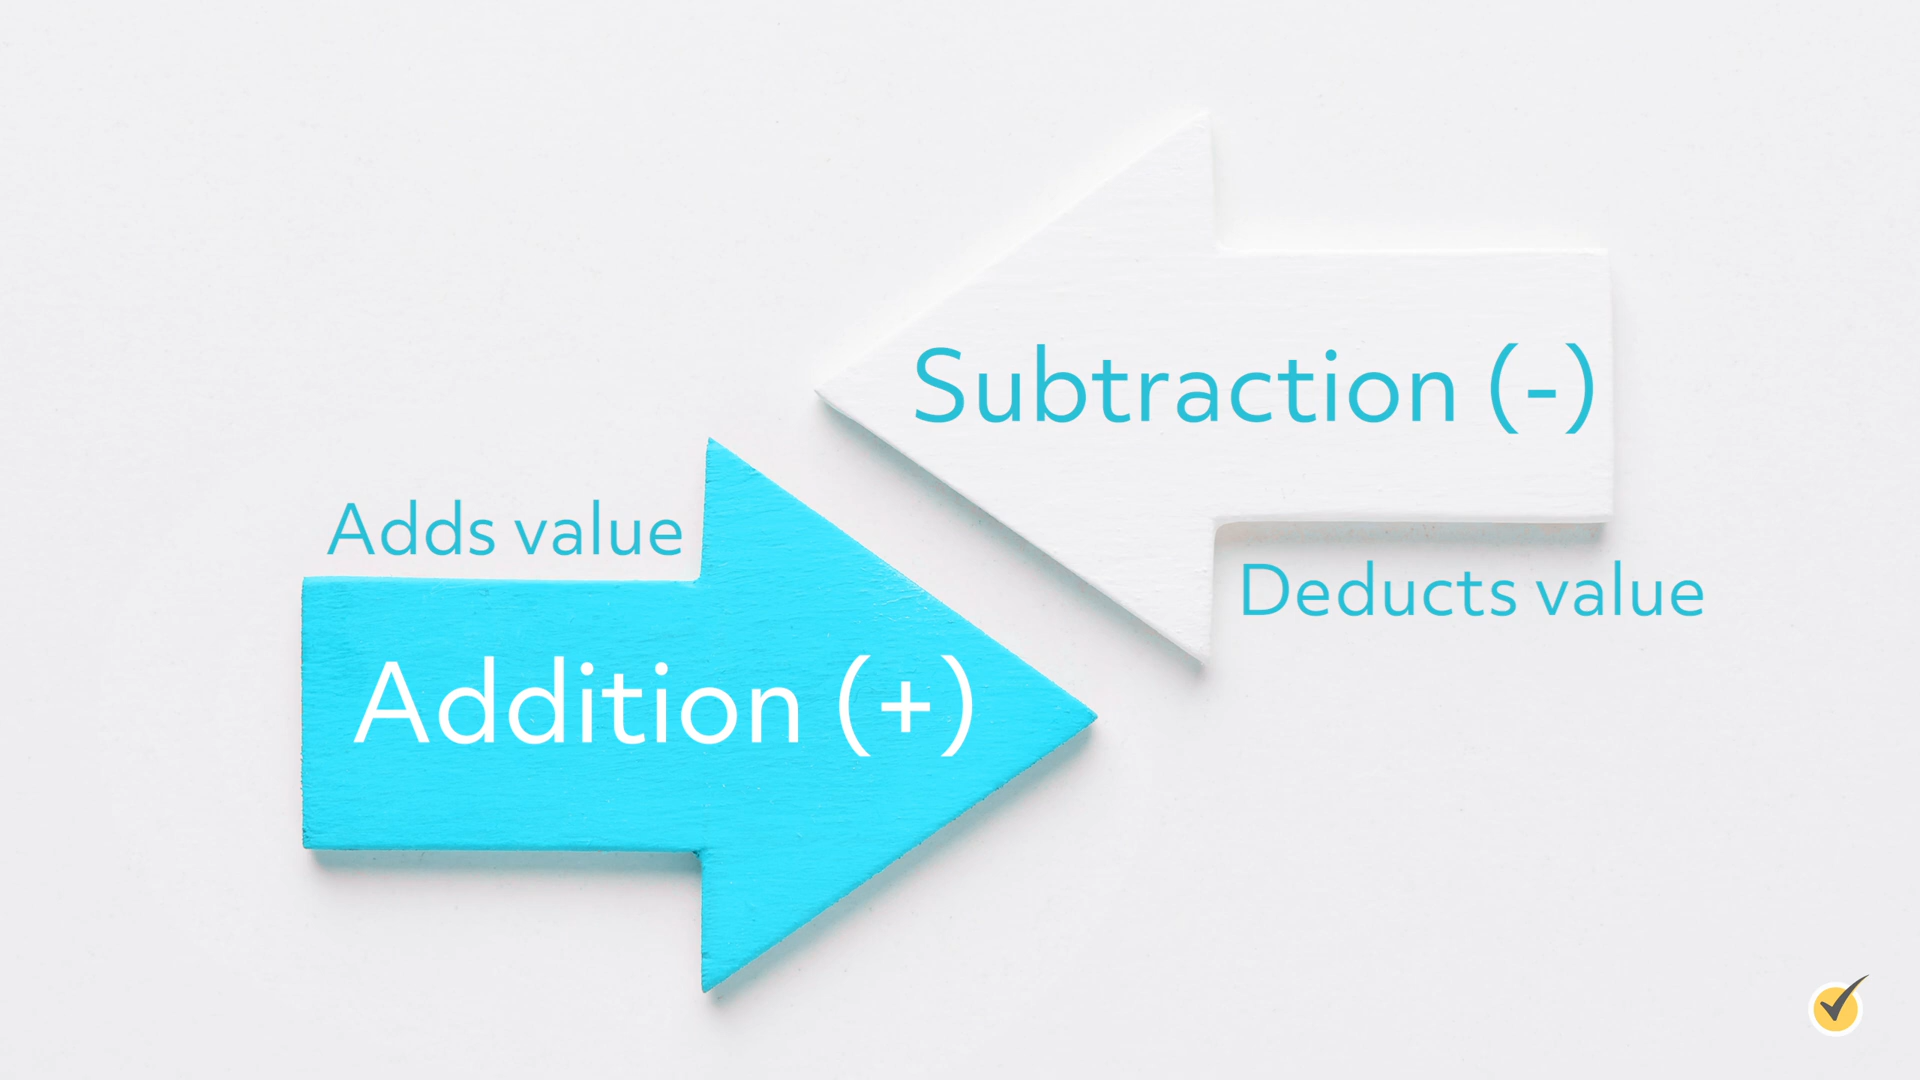 Subtraction (-)
Adds value
Deducts value
Addition (+)